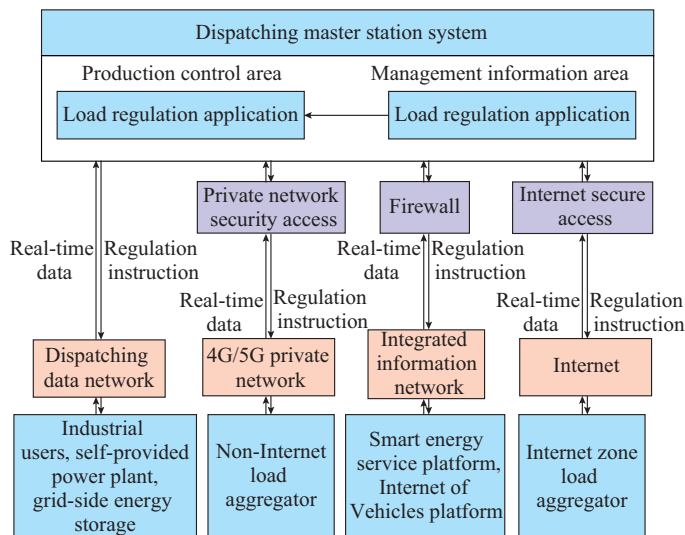 Dispatching master station system
Production control area
Management information area
Load regulation application
Load regulation application
Private network
security access
Firewall
Internet secure
access
Real-time
data
Regulation
instruction
Real-time
data
Regulation
instruction
Real-time
data
Regulation
instruction
Real-time
data
Regulation
instruction
Dispatching
data network
4G/5G private
network
Integrated
information
network
Internet
Industrial
users, self-provided
power plant,
grid-side energy
storage
Non-Internet
load
aggregator
Smart energy
service platform,
Internet of
Vehicles platform
Internet zone
load
aggregator